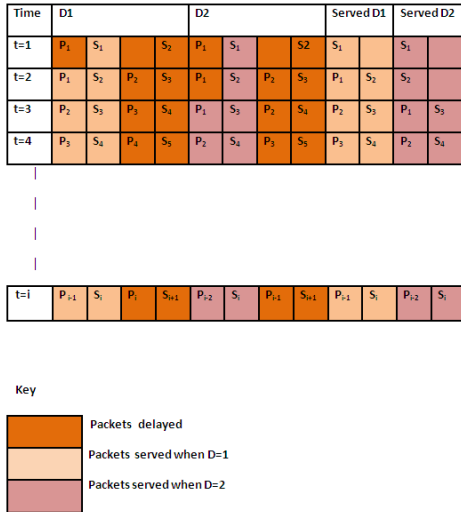 Time D1 D2 Served D1 Served D2
t=1 P1 S1 S2 P1 S1 S2 S1 S1
t=2 P1 S2 P2 S3 P1 S2 P2 S3 P1 S2 S2
t=3 P2 S3 P3 S4 P1 S3 P2 S4 P2 S3 P1 S3
t=4 P3 S4 P4 S5 P2 S4 P3 S5 P3 S4 P2 S4
t=i Pi-1 Si Pi Si+1 Pi-2 Si Pi-1 Si+1 Pi-1 Si Pi-2 Si
Key
Packets delayed
Packets served when D=1
Packets served when D=2